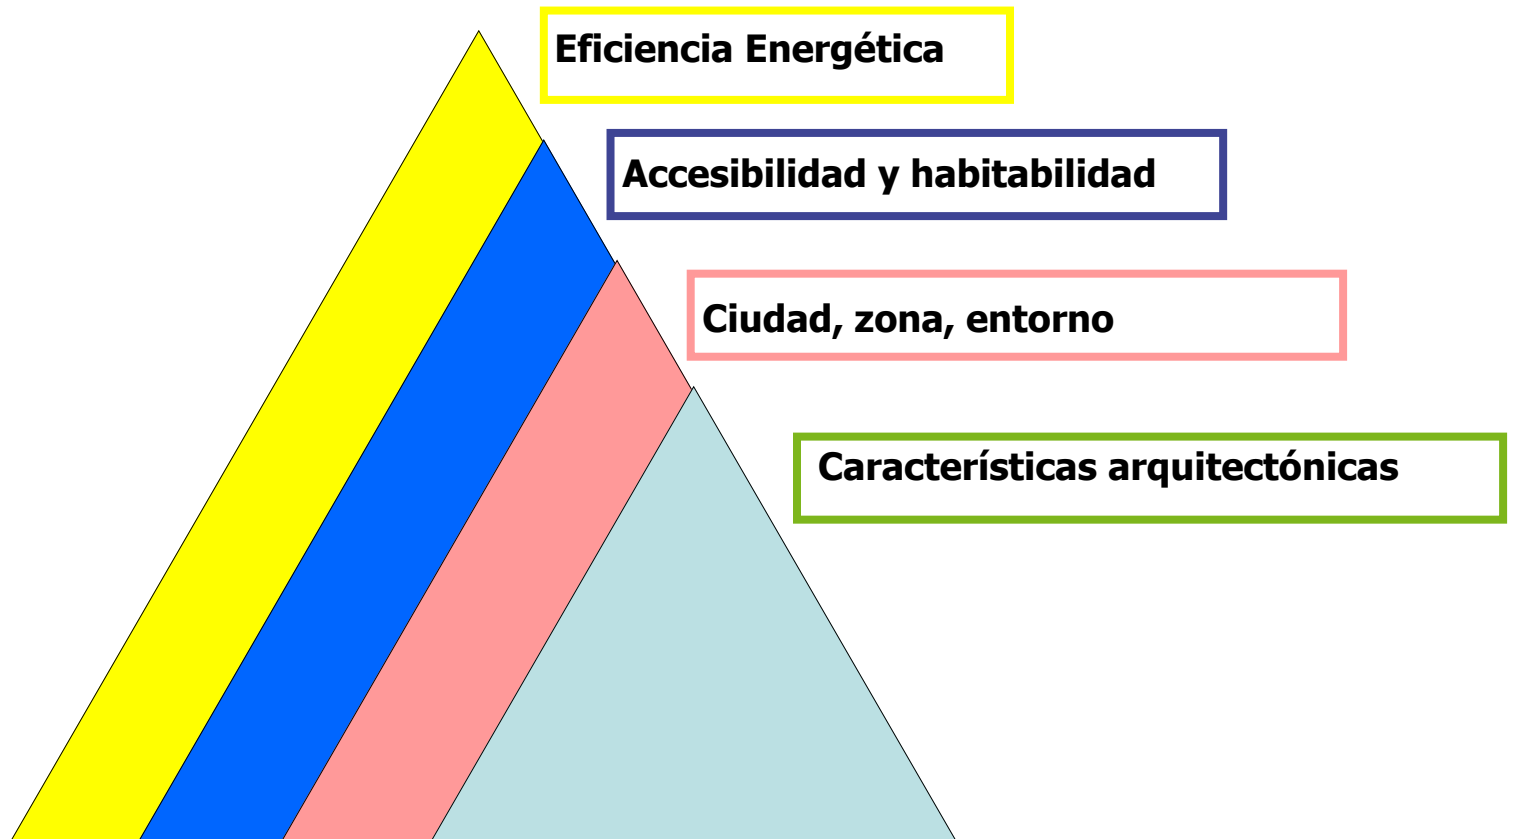 Eficiencia Energética
Accesibilidad y habitabilidad
Ciudad, zona, entorno
Características arquitectónicas